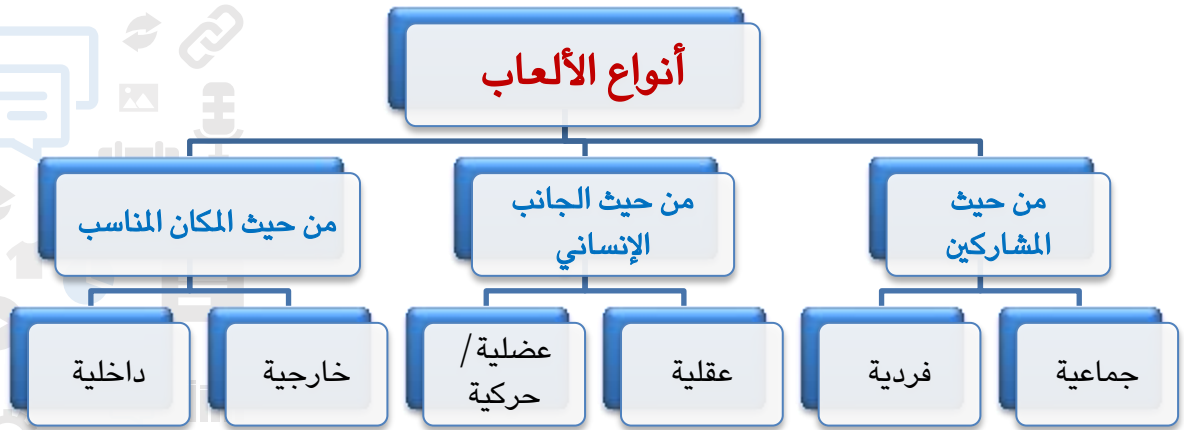 أنواع الألعاب
من حيث
المشاركين
من حيث الجانب
الإنساني
من حيث المكان المناسب
جماعية
فردية
عقلية
عضلية/
حركية
خارجية
داخلية